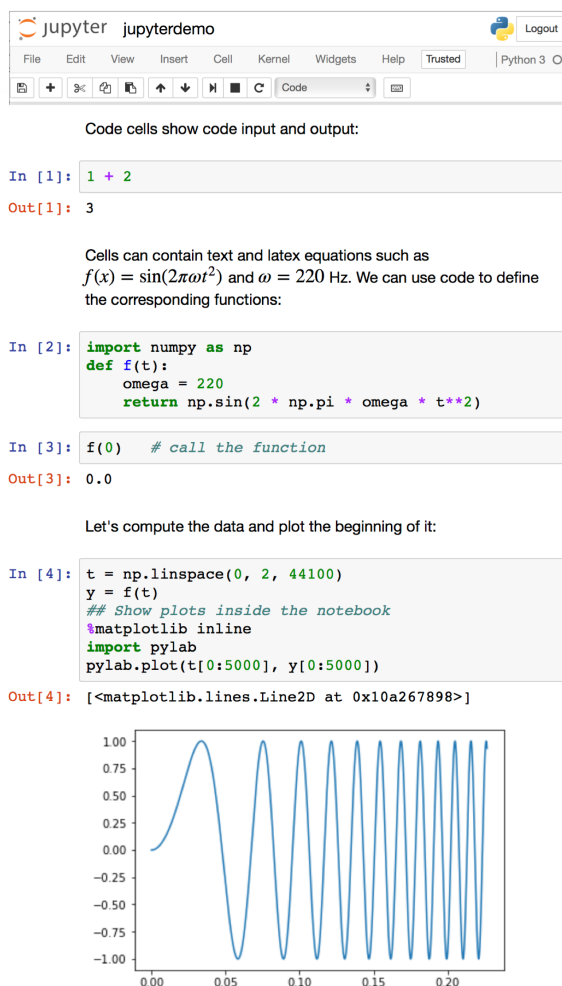 jupyter jupyterdemo Logout
File Edit View Insert Cell Kernel Widgets Help Trusted Python 3
Code
Code cells show code input and output:
In [1]: 1 + 2
Out[1]: 3
Cells can contain text and latex equations such as
f(x) = sin(2πωt²) and ω = 220 Hz. We can use code to define
the corresponding functions:
In [2]: import numpy as np
def f(t):
    omega = 220
    return np.sin(2 * np.pi * omega * t**2)
In [3]: f(0)   # call the function
Out[3]: 0.0
Let's compute the data and plot the beginning of it:
In [4]: t = np.linspace(0, 2, 44100)
y = f(t)
## Show plots inside the notebook
%matplotlib inline
import pylab
pylab.plot(t[0:5000], y[0:5000])
Out[4]: [<matplotlib.lines.Line2D at 0x10a267898>]
1.00
0.75
0.50
0.25
0.00
−0.25
−0.50
−0.75
−1.00
0.00 0.05 0.10 0.15 0.20